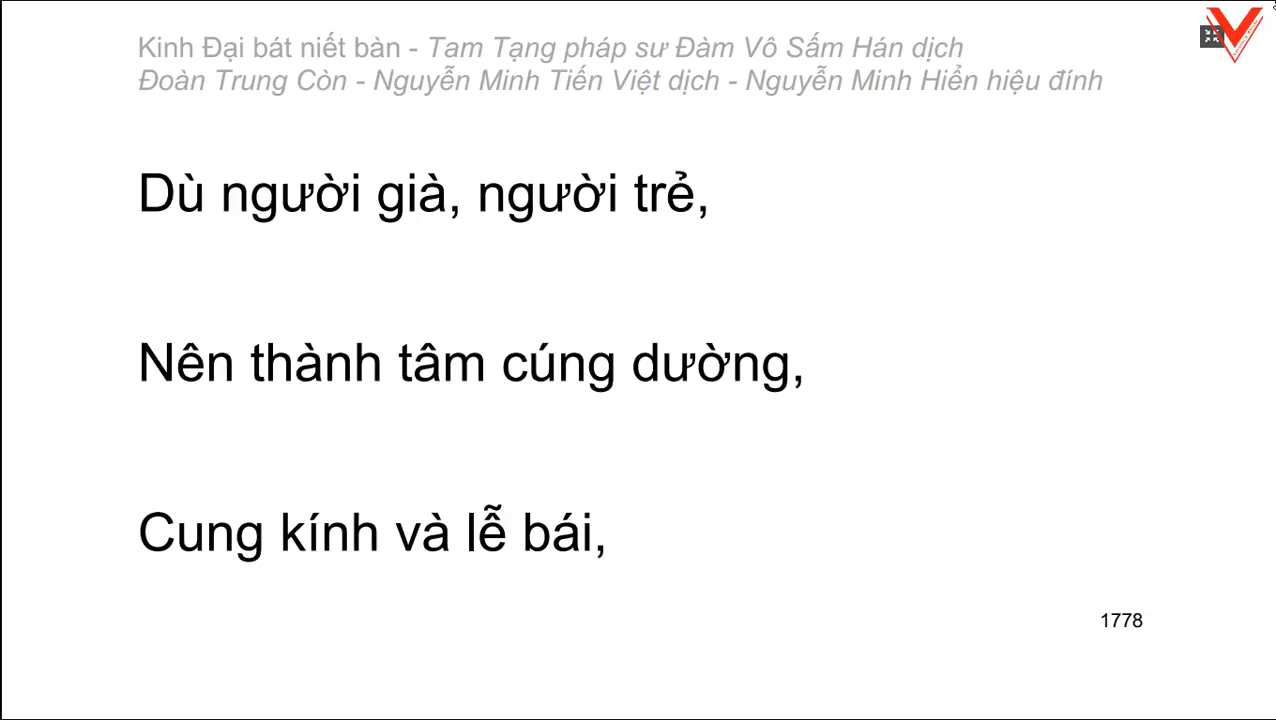 Kinh Đại bát niết bàn - Tam Tạng pháp sư Đàm Vô Sấm Hán dịch
Đoàn Trung Còn - Nguyễn Minh Tiến Việt dịch - Nguyễn Minh Hiển hiệu đính
Dù người già, người trẻ,
Nên thành tâm cúng dường,
Cung kính và lễ bái,
1778